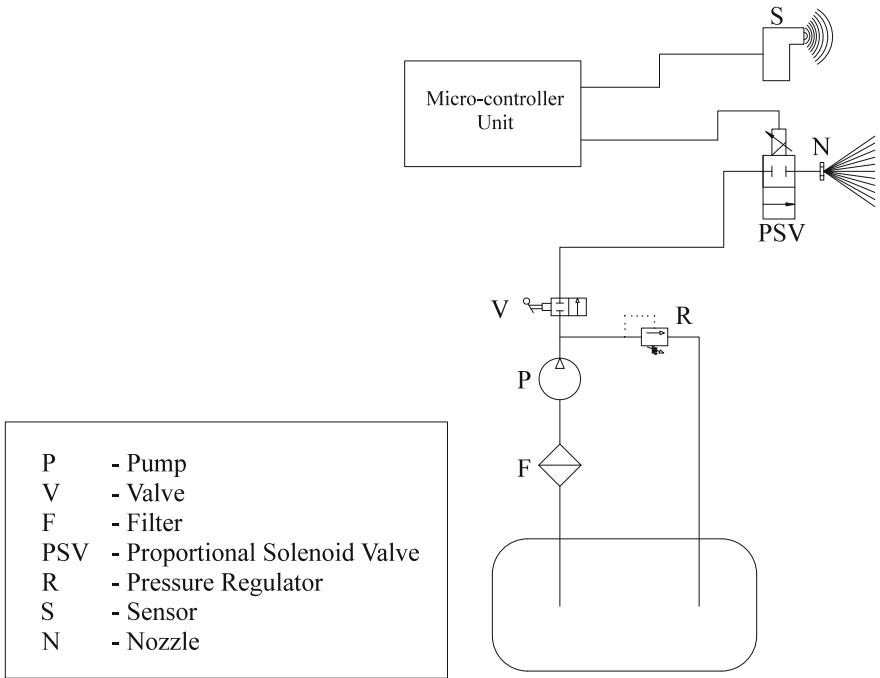 S
Micro-controller
Unit
N
PSV
V
R
P
F
P - Pump
V - Valve
F - Filter
PSV - Proportional Solenoid Valve
R - Pressure Regulator
S - Sensor
N - Nozzle